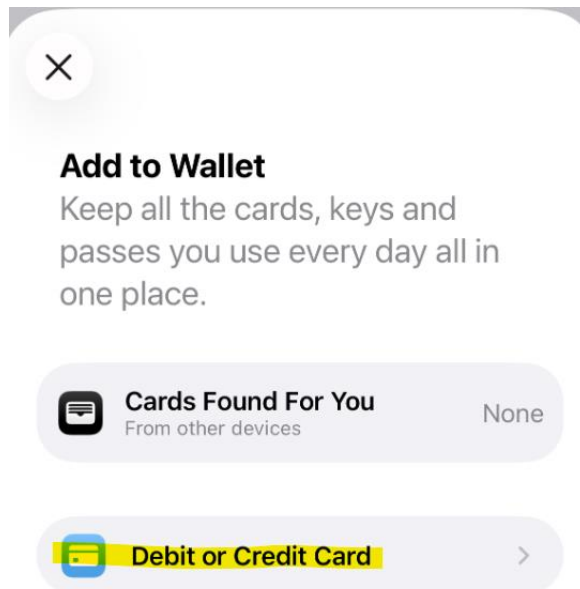 Add to Wallet
Keep all the cards, keys and
passes you use every day all in
one place.
Cards Found For You
From other devices
None
Debit or Credit Card